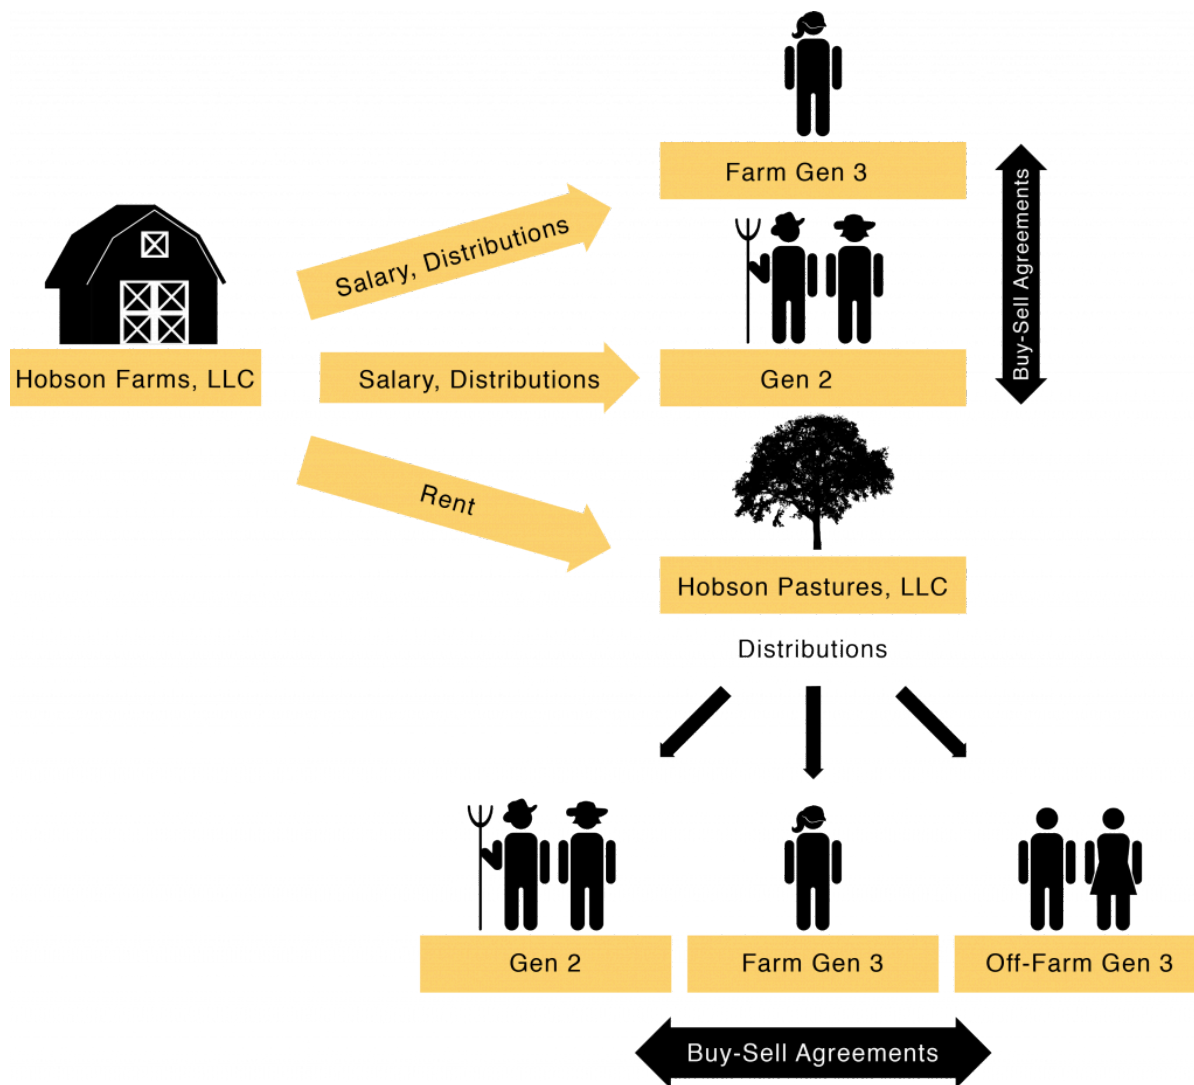 Farm Gen 3
Salary, Distributions
Buy-Sell Agreements
Hobson Farms, LLC
Salary, Distributions
Gen 2
Rent
Hobson Pastures, LLC
Distributions
Gen 2
Farm Gen 3
Off-Farm Gen 3
Buy-Sell Agreements